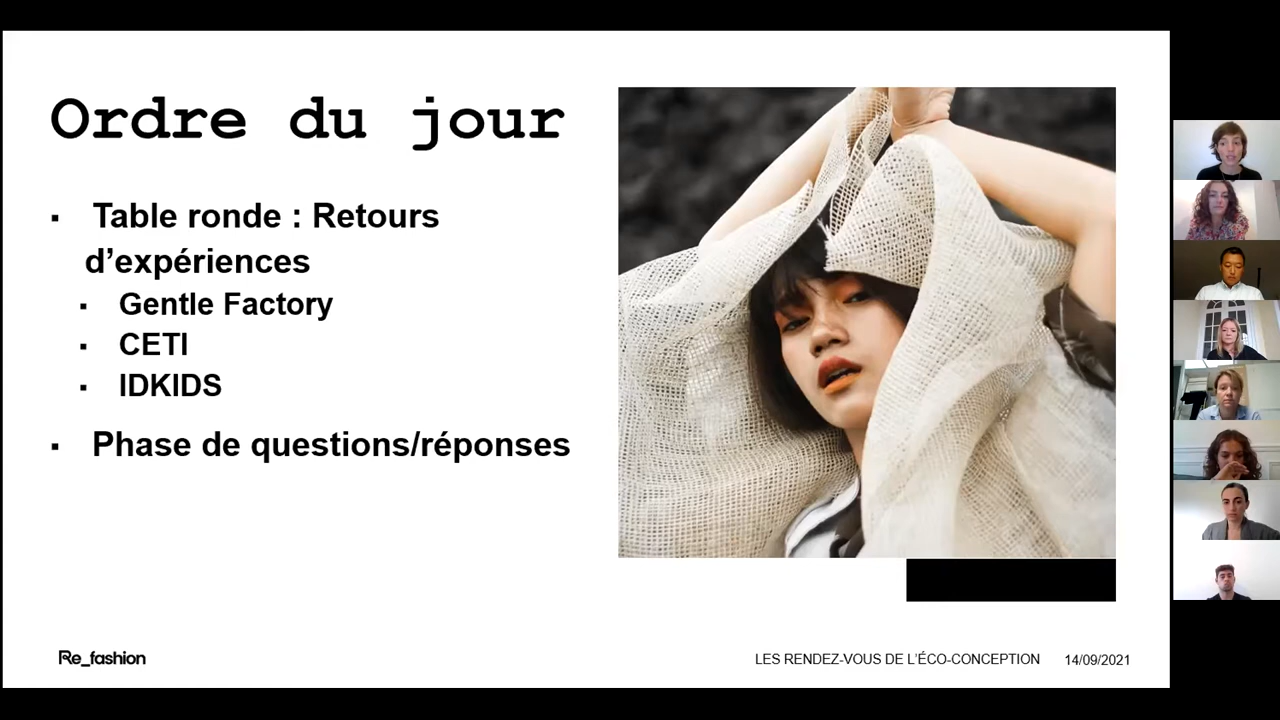 Ordre du jour
▪ Table ronde : Retours
d’expériences
▪ Gentle Factory
▪ CETI
▪ IDKIDS
▪ Phase de questions/réponses
Re_fashion
LES RENDEZ-VOUS DE L’ÉCO-CONCEPTION 14/09/2021